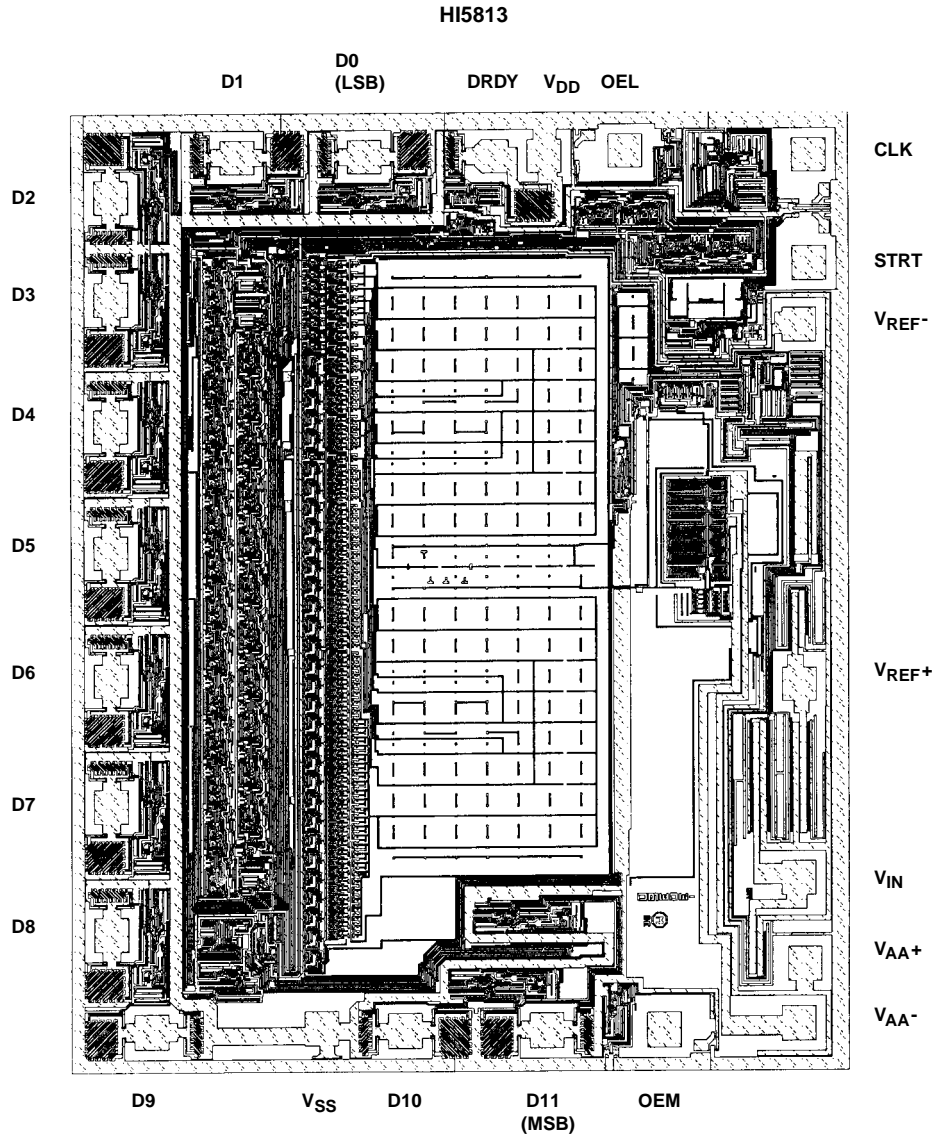 HI5813
D0
D1 (LSB) DRDY VDD OEL
CLK
D2
STRT
D3
VREF-
D4
D5
D6 VREF+
D7
VIN
D8
VAA+
VAA-
D9 VSS D10 D11 OEM
(MSB)